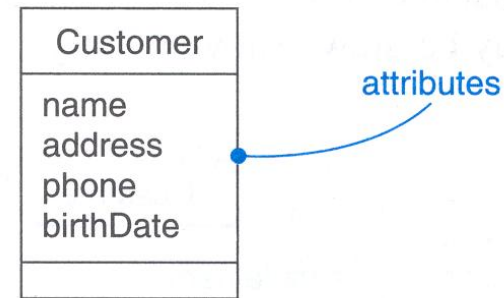 Customer
attributes
name
address
phone
birthDate